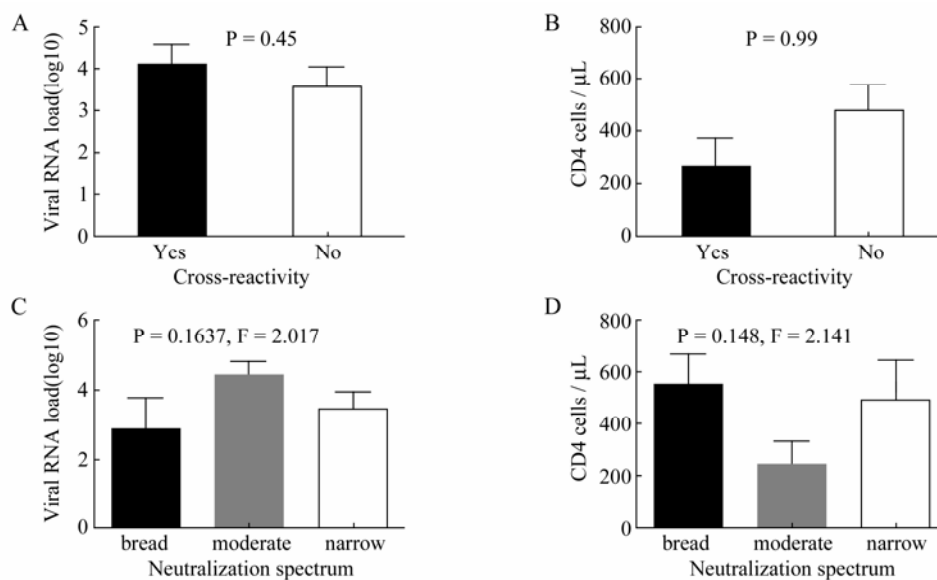 A
P = 0.45
Viral RNA load(log10)
5
4
3
2
1
0
Yes
No
Cross-reactivity
B
P = 0.99
CD4 cells / μL
800
600
400
200
0
Yes
No
Cross-reactivity
C
P = 0.1637, F = 2.017
Viral RNA load(log10)
6
4
2
0
bread
moderate
narrow
Neutralization spectrum
D
P = 0.148, F = 2.141
CD4 cells / μL
800
600
400
200
0
bread
moderate
narrow
Neutralization spectrum